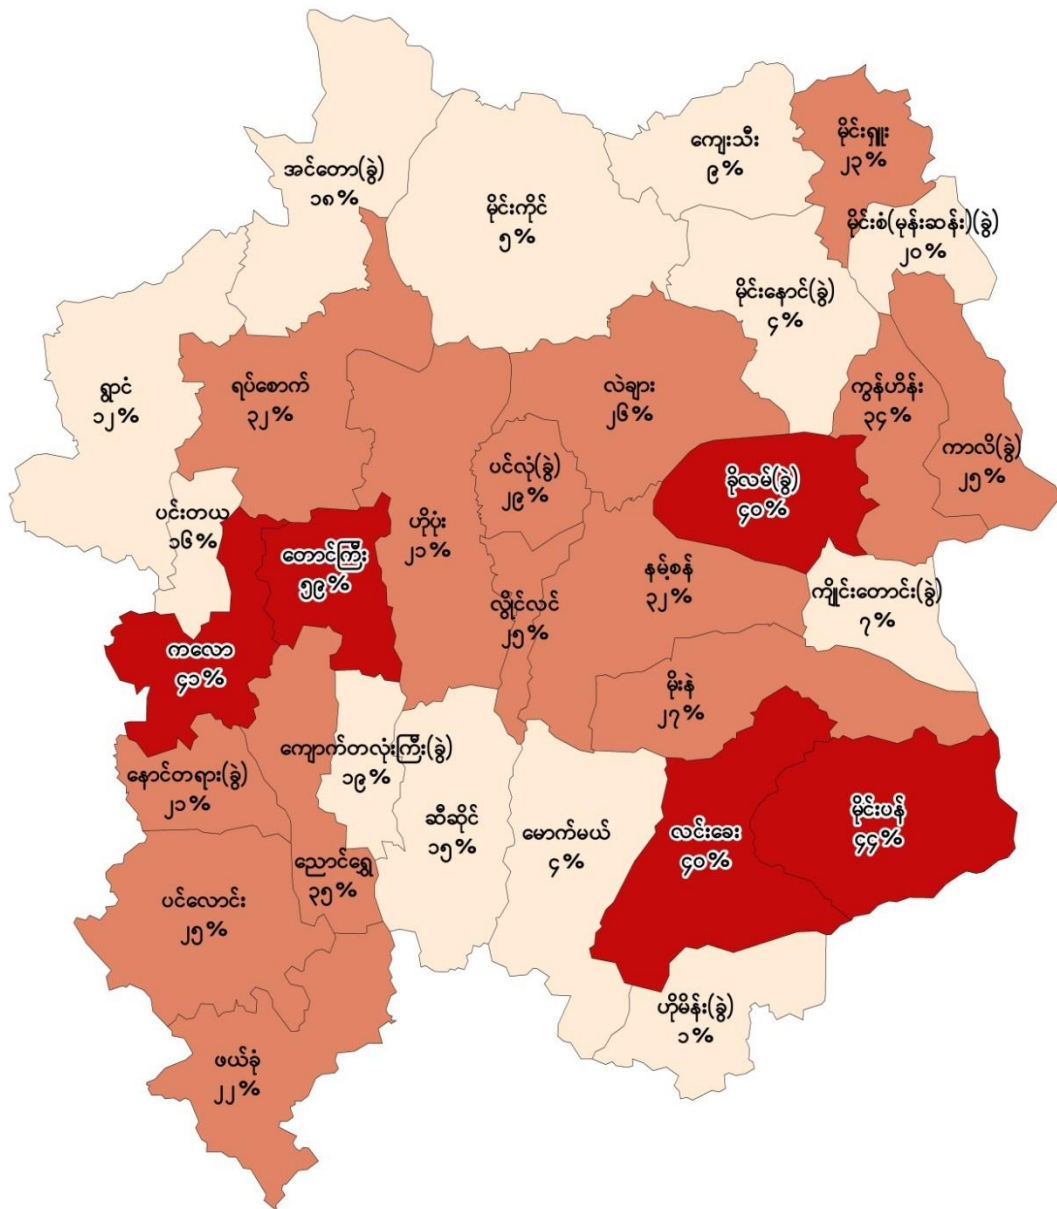 ကျေးသီး
၉%
မိုင်းရှူး
၂၃%
အင်တော(ခွဲ)
၁၈%
မိုင်းကိုင်
၅%
မိုင်းစံ(မုန်းဆန်း)(ခွဲ)
၂၀%
မိုင်းနောင်(ခွဲ)
၄%
ရွာငံ
၁၂%
ရပ်စောက်
၃၂%
လဲချား
၂၆%
ကွန်ဟိန်း
၃၄%
ကာလိ(ခွဲ)
၂၅%
ပင်လုံ(ခွဲ)
၂၉%
ခိုလမ်(ခွဲ)
၄၀%
ပင်းတယ
၁၆%
ဟိုပုံး
၂၁%
တောင်ကြီး
၅၉%
နမ့်စန်
၃၂%
ကျိုင်းတောင်း(ခွဲ)
၇%
လွိုင်လင်
၂၅%
ကလော
၄၁%
မိုးနဲ
၂၇%
ကျောက်တလုံးကြီး(ခွဲ)
၁၉%
နောင်တရား(ခွဲ)
၂၁%
ဆီဆိုင်
၁၅%
မောက်မယ်
၄%
လင်းခေး
၄၀%
မိုင်းပန်
၄၄%
ညောင်ရွှေ
၃၅%
ပင်လောင်း
၂၅%
ဟိုမိန်း(ခွဲ)
၁%
ဖယ်ခုံ
၂၂%